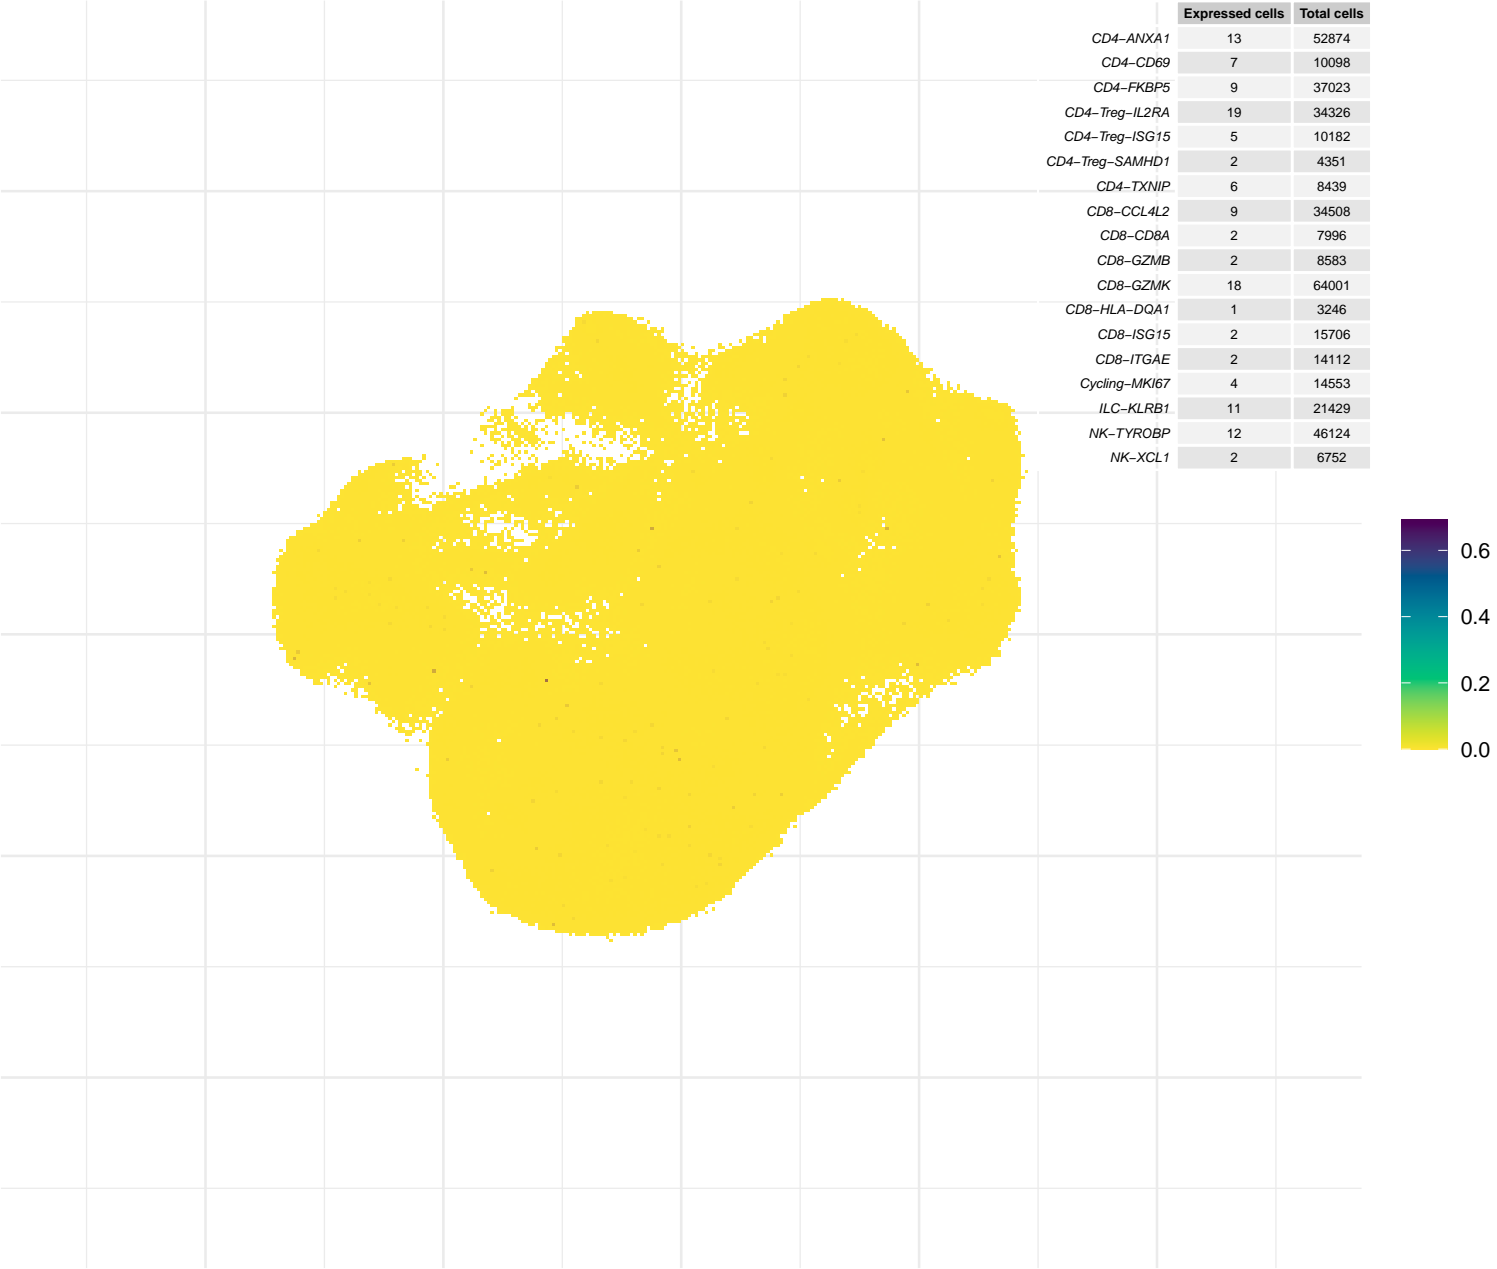 Expressed cells Total cells
CD4−ANXA1 13 52874
CD4−CD69 7 10098
CD4−FKBP5 9 37023
CD4−Treg−IL2RA 19 34326
CD4−Treg−ISG15 5 10182
CD4−Treg−SAMHD1 2 4351
CD4−TXNIP 6 8439
CD8−CCL4L2 9 34508
CD8−CD8A 2 7996
CD8−GZMB 2 8583
CD8−GZMK 18 64001
CD8−HLA−DQA1 1 3246
CD8−ISG15 2 15706
CD8−ITGAE 2 14112
Cycling−MKI67 4 14553
ILC−KLRB1 11 21429
NK−TYROBP 12 46124
NK−XCL1 2 6752
0.6
0.4
0.2
0.0